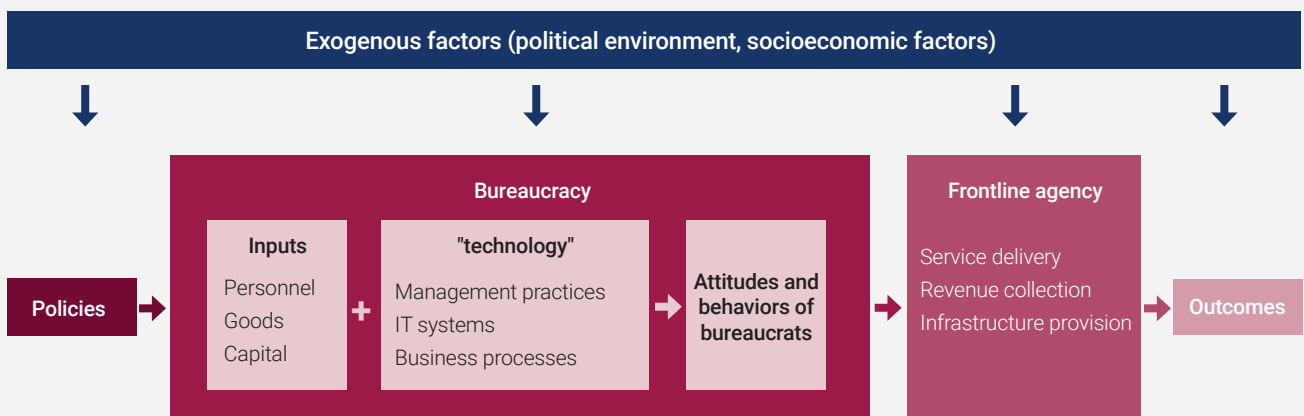 Exogenous factors (political environment, socioeconomic factors)
Policies
Bureaucracy
Inputs
Personnel
Goods
Capital
+
"technology"
Management practices
IT systems
Business processes
Attitudes and
behaviors of
bureaucrats
Frontline agency
Service delivery
Revenue collection
Infrastructure provision
Outcomes